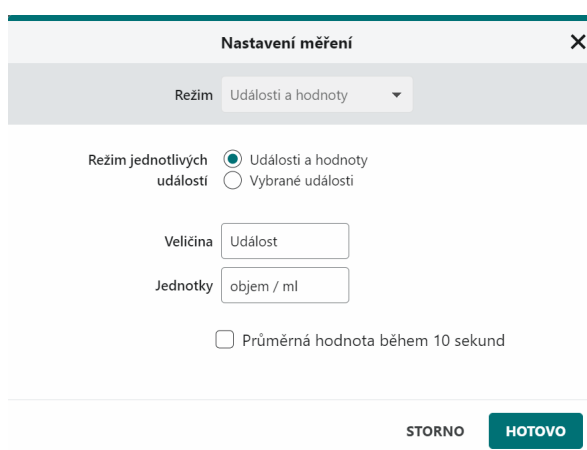 Nastavení měření
Režim Události a hodnoty
Režim jednotlivých událostí
Události a hodnoty
Vybrané události
Veličina Událost
Jednotky objem / ml
Průměrná hodnota během 10 sekund
STORNO HOTOVO